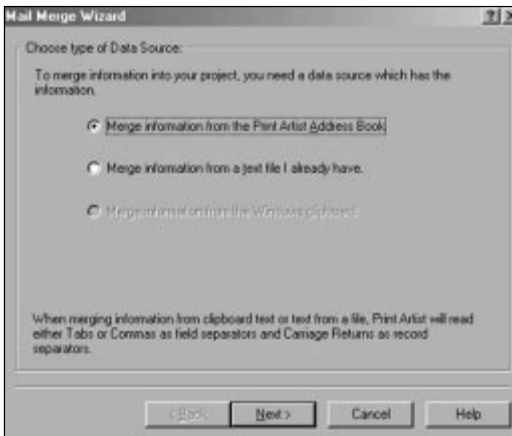 Mail Merge Wizard
Choose type of Data Source:
To merge information into your project, you need a data source which has the
information.
Merge information from the Print Artist Address Book
Merge information from a text file I already have.
Merge information from the Windows clipboard.
When merging information from clipboard text or text from a file, Print Artist will read
either Tabs or Commas as field separators and Carriage Returns as record
separators.
< Back
Next >
Cancel
Help